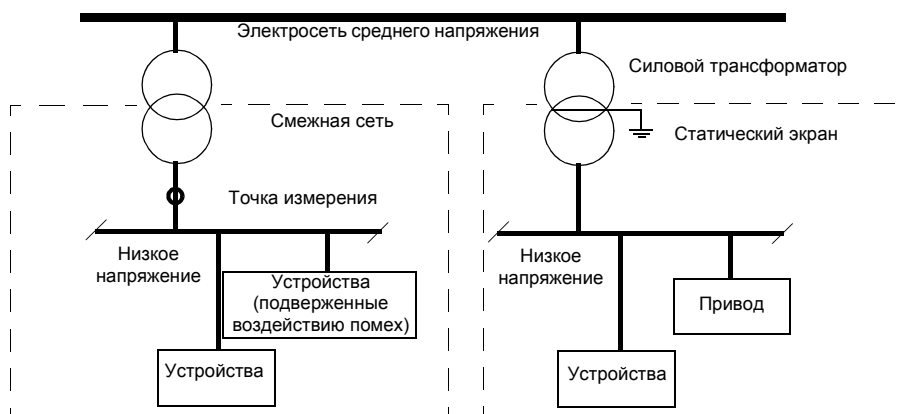 Электросеть среднего напряжения
Силовой трансформатор
Смежная сеть
Статический экран
Точка измерения
Низкое
напряжение
Устройства
(подверженные
воздействию помех)
Устройства
Низкое
напряжение
Привод
Устройства